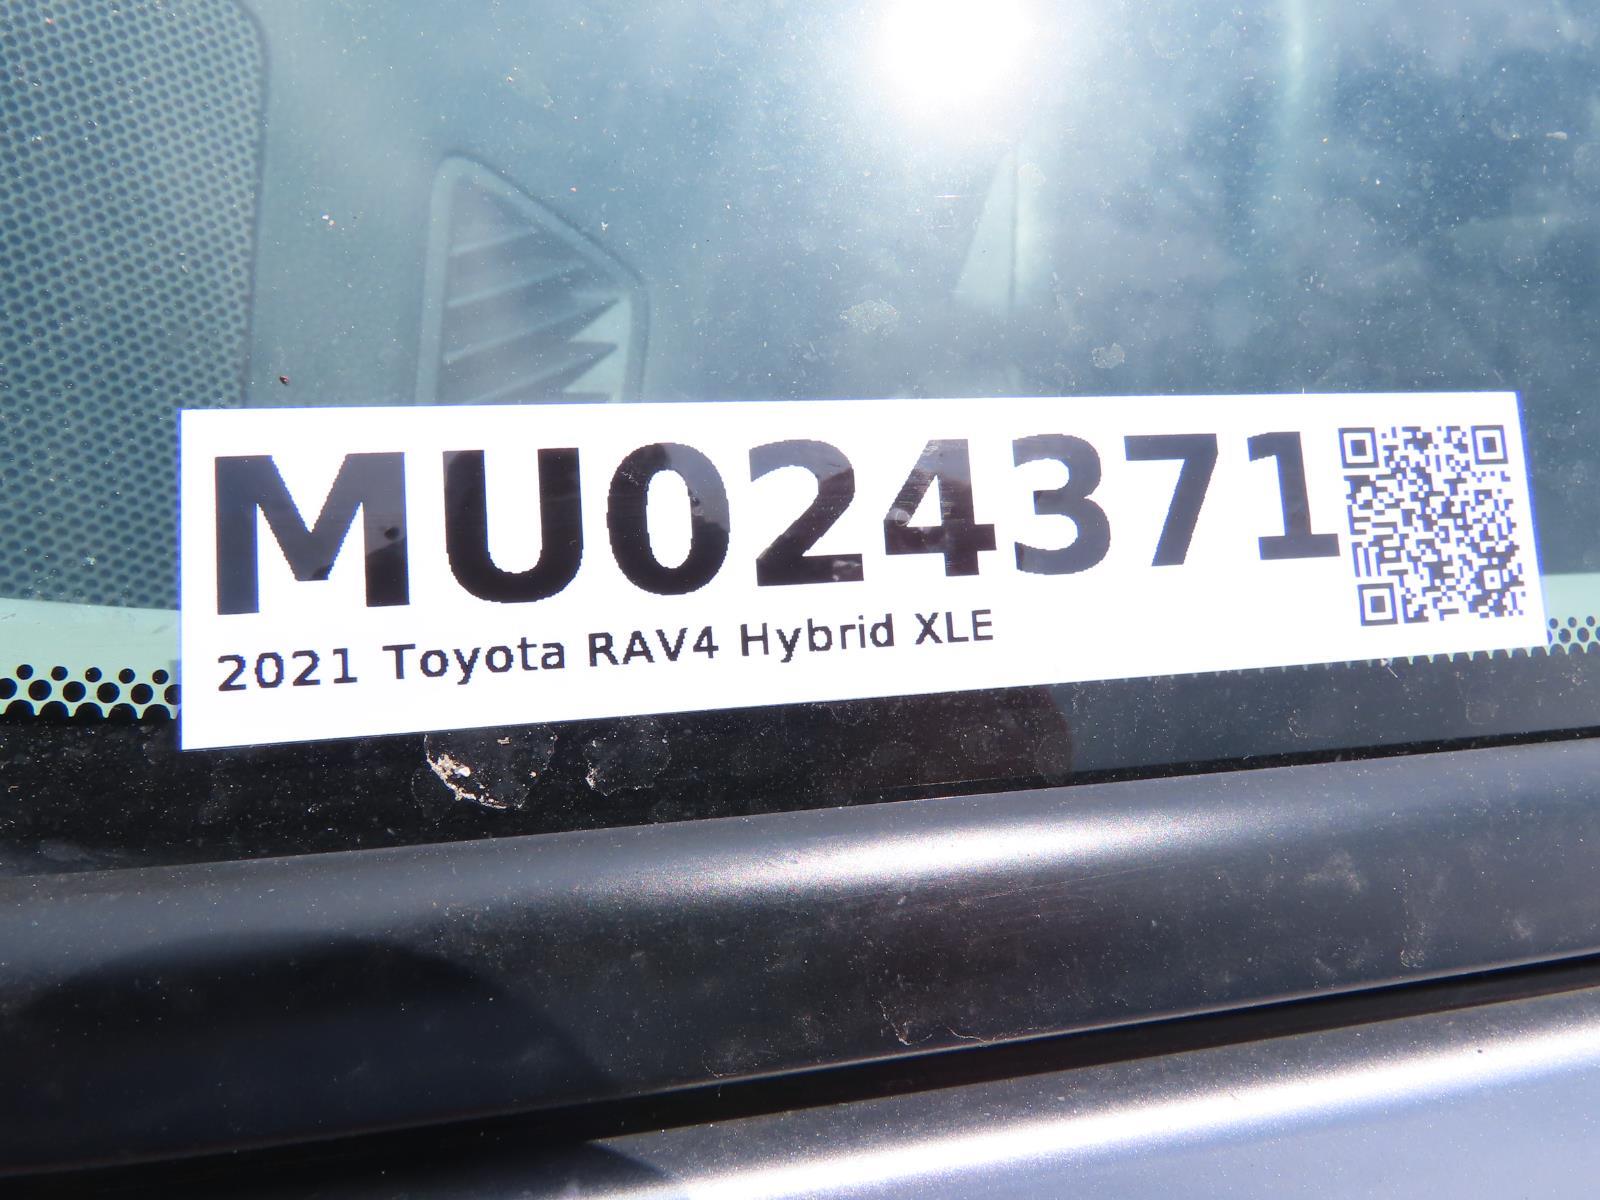 MU024371
2021 Toyota RAV4 Hybrid XLE